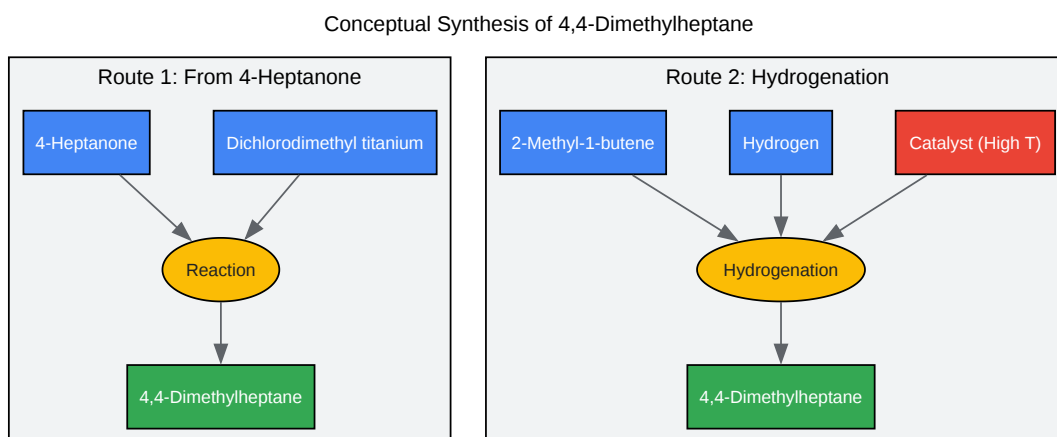 Conceptual Synthesis of 4,4-Dimethylheptane
Route 1: From 4-Heptanone
4-Heptanone
Dichlorodimethyl titanium
Reaction
4,4-Dimethylheptane
Route 2: Hydrogenation
2-Methyl-1-butene
Hydrogen
Catalyst (High T)
Hydrogenation
4,4-Dimethylheptane